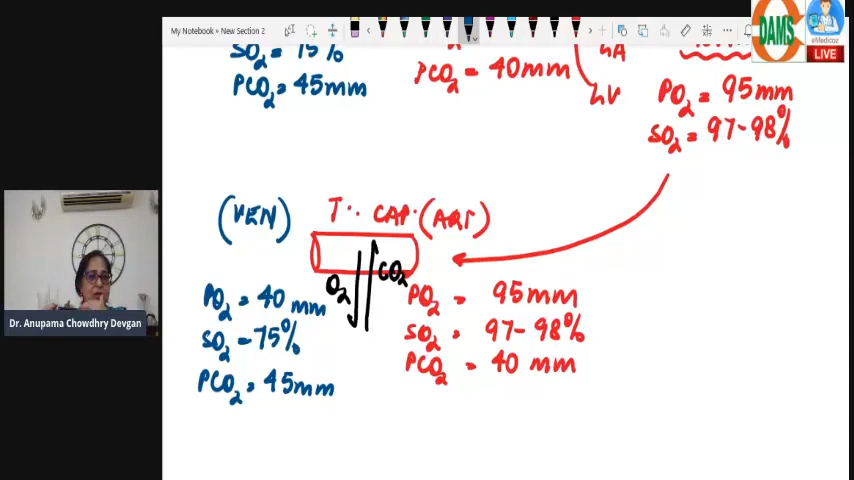 My Notebook » New Section 2
DAMS
eMedicoz
LIVE
SO₂ = 75%
PCO₂ = 45mm
PCO₂ = 40mm
LA
LV
PO₂ = 95mm
SO₂ = 97-98%
(VEN)
T.. CAP. (ART)
O₂
CO₂
PO₂ = 40 mm
SO₂ = 75%
PCO₂ = 45mm
PO₂ = 95mm
SO₂ = 97-98%
PCO₂ = 40 mm
Dr. Anupama Chowdhry Devgan